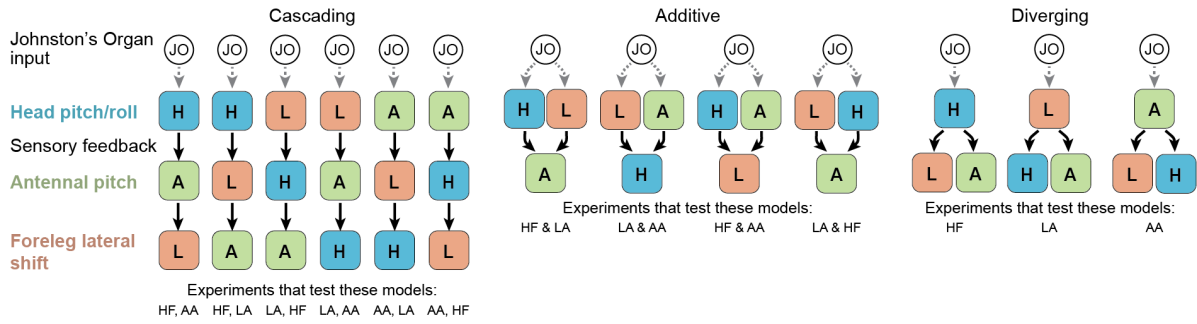 Cascading Additive Diverging
Johnston's Organ
input
JO JO JO JO JO JO JO JO JO JO JO JO JO
Head pitch/roll
H H L L A A H L L A H A L H H L A
Sensory feedback
Antennal pitch
A L H A L H A H L A L A H A L H
Foreleg lateral
shift
L A A H H L
Experiments that test these models:
HF, AA HF, LA LA, HF LA, AA AA, LA AA, HF
Experiments that test these models:
HF & LA LA & AA HF & AA LA & HF
Experiments that test these models:
HF LA AA